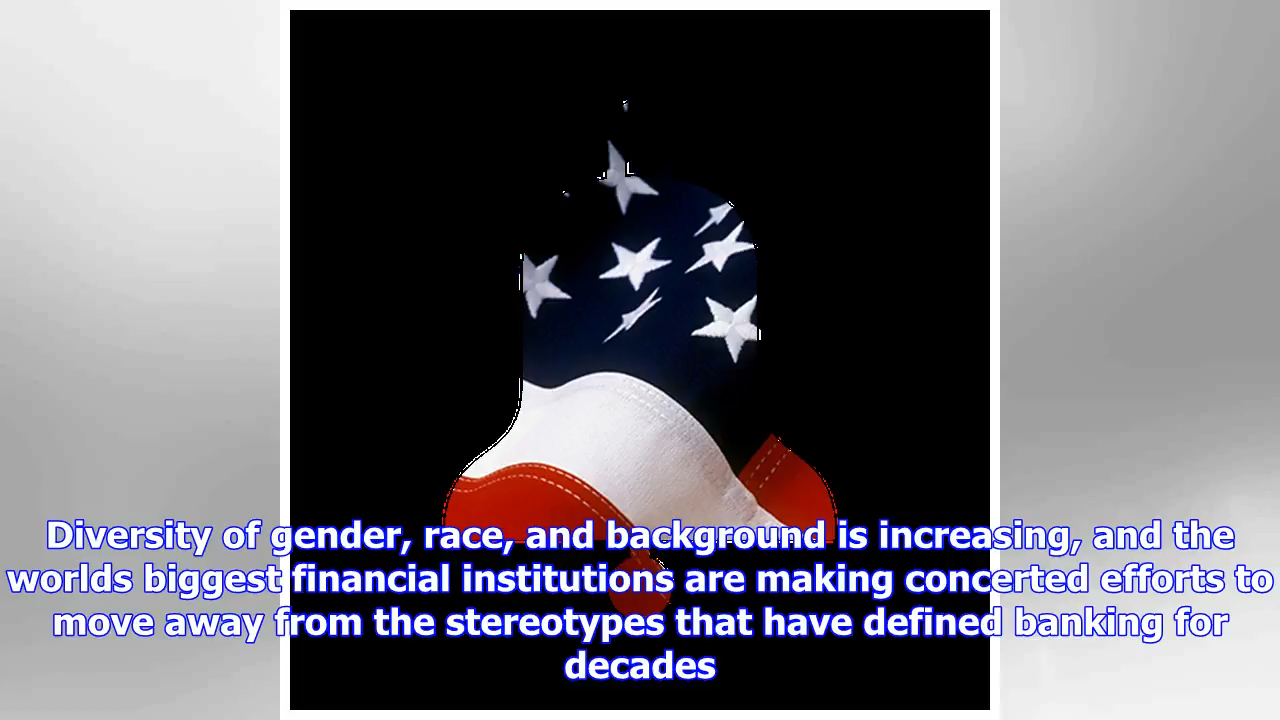 Diversity of gender, race, and background is increasing, and the
worlds biggest financial institutions are making concerted efforts to
move away from the stereotypes that have defined banking for
decades